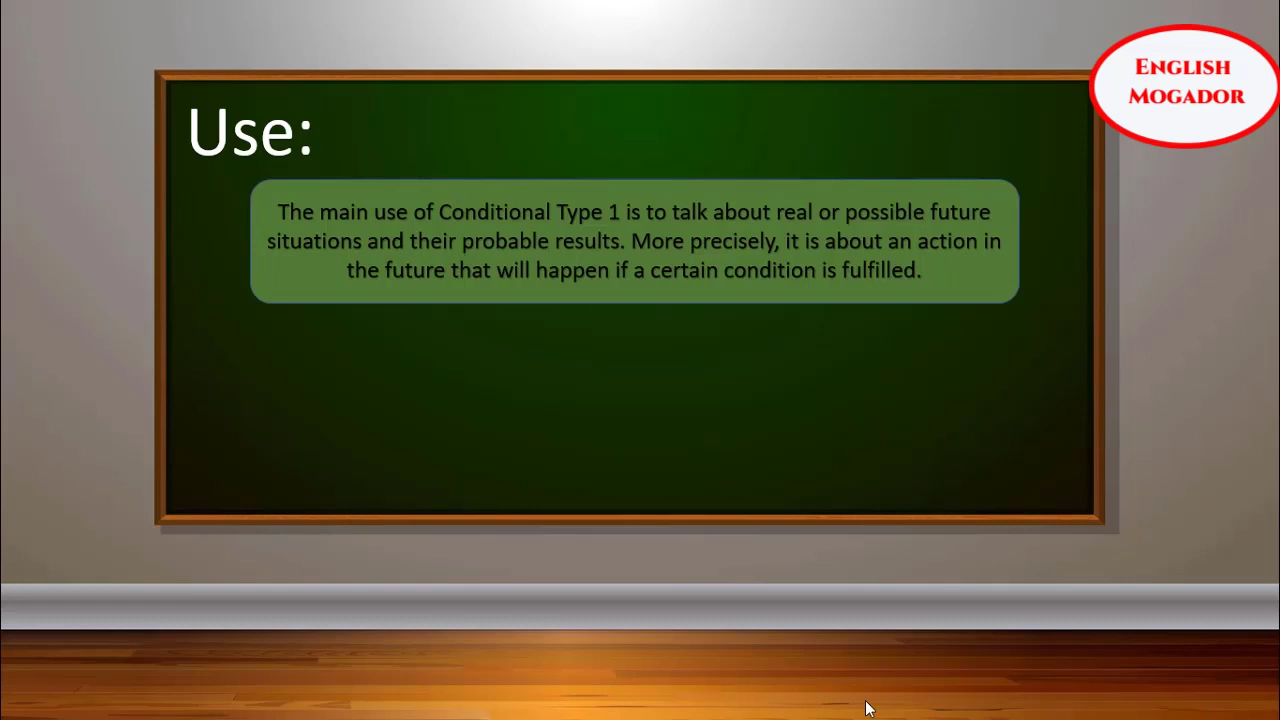 English
Mogador
Use:
The main use of Conditional Type 1 is to talk about real or possible future
situations and their probable results. More precisely, it is about an action in
the future that will happen if a certain condition is fulfilled.